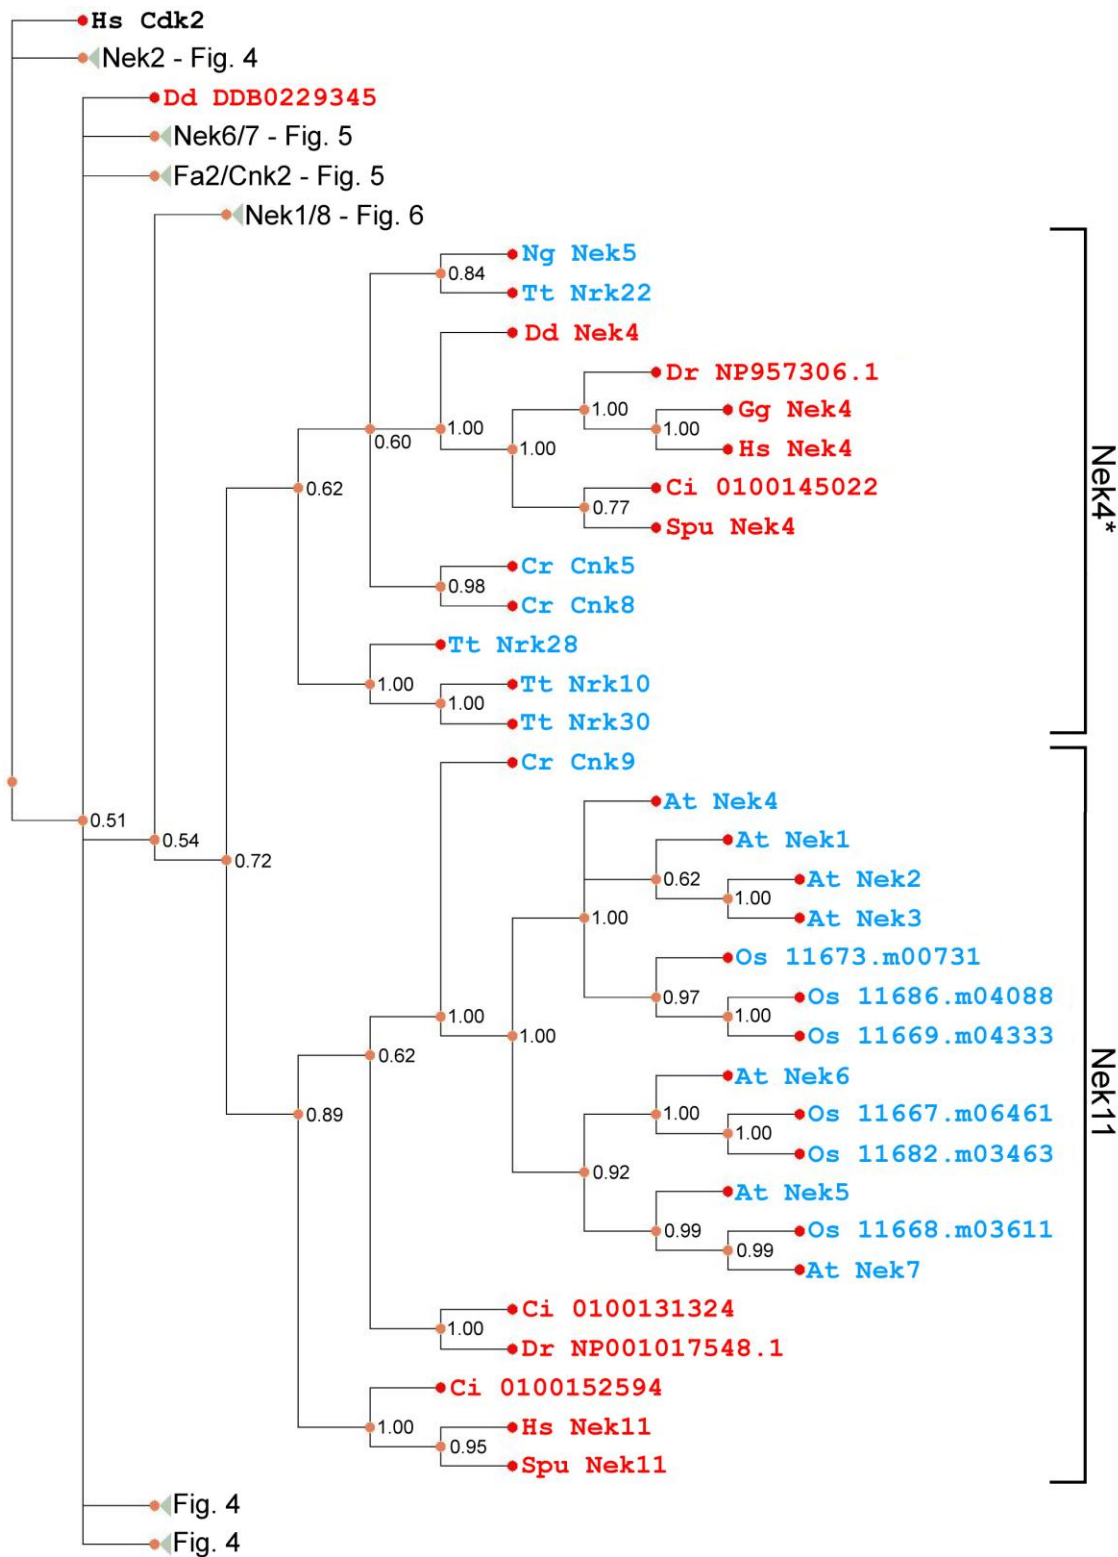 Hs Cdk2
Nek2 - Fig. 4
Dd DDB0229345
Nek6/7 - Fig. 5
Fa2/Cnk2 - Fig. 5
Nek1/8 - Fig. 6
Ng Nek5
0.84
Tt Nrk22
Dd Nek4
Dr NP957306.1
1.00
Gg Nek4
0.60
1.00
1.00
1.00
Hs Nek4
Nek4*
0.62
Ci 0100145022
0.77
Spu Nek4
Cr Cnk5
0.98
Cr Cnk8
Tt Nrk28
1.00
Tt Nrk10
1.00
Tt Nrk30
Cr Cnk9
At Nek4
0.51
0.54
At Nek1
0.72
0.62
At Nek2
1.00
At Nek3
1.00
Os 11673.m00731
0.97
Os 11686.m04088
1.00
1.00
1.00
Os 11669.m04333
0.62
At Nek6
Nek11
0.89
1.00
Os 11667.m06461
1.00
Os 11682.m03463
0.92
At Nek5
0.99
Os 11668.m03611
0.99
At Nek7
Ci 0100131324
1.00
Dr NP001017548.1
Ci 0100152594
1.00
Hs Nek11
0.95
Spu Nek11
Fig. 4
Fig. 4